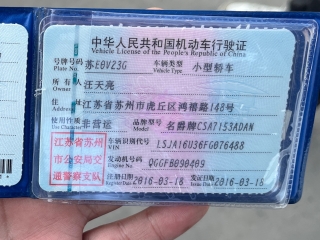 中华人民共和国机动车行驶证
Vehicle License of the People's Republic of China
号牌号码 苏E0V23G 车辆类型 小型轿车
Plate No. Vehicle Type
所有人 汪天亮
Owner
住址 江苏省苏州市虎丘区鸿禧路148号
Address
使用性质 非营运 品牌型号 名爵牌CSA7153ADAN
Use Character Model
江苏省苏州市公安局交通警察支队
车辆识别代号 LSJA16U36FG076488
VIN
发动机号码 QGGFB090409
Engine No.
注册日期 2016-03-18 发证日期 2016-03-18
Register Date Issue Date